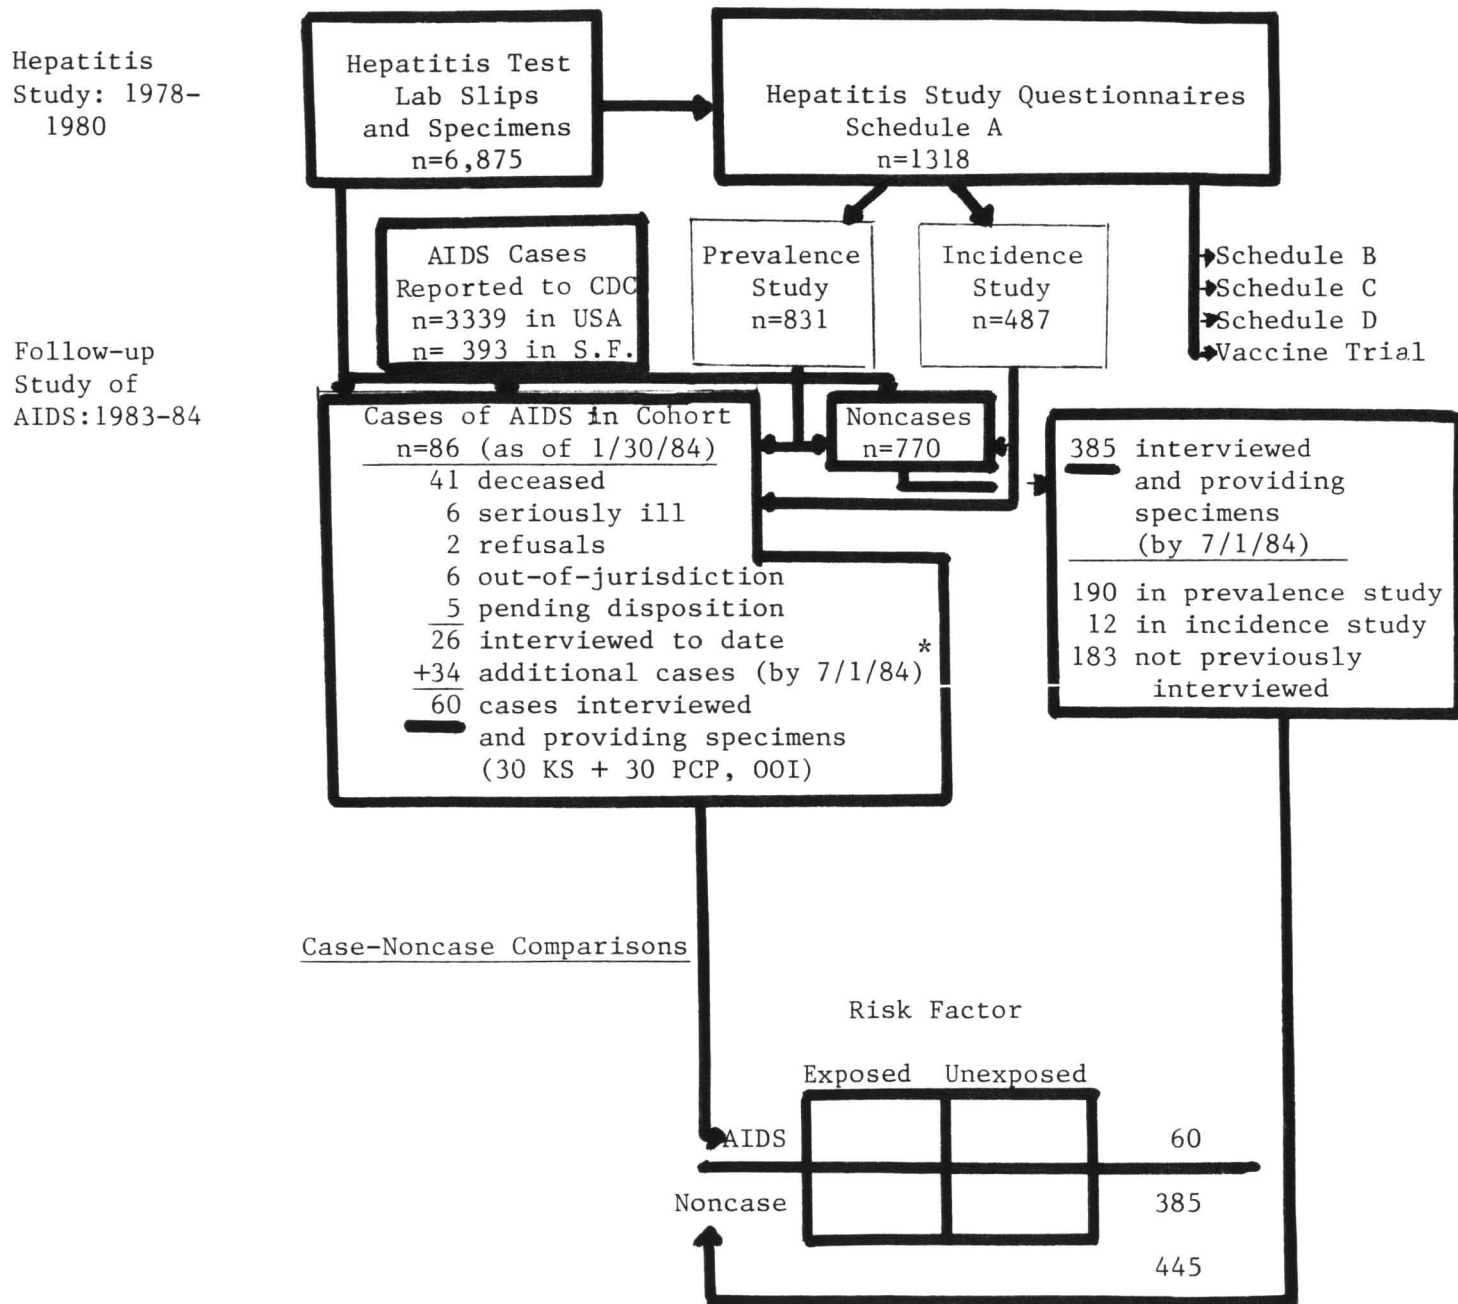 Hepatitis
Study: 1978-
1980
Hepatitis Test
Lab Slips
and Specimens
n=6,875
Hepatitis Study Questionnaires
Schedule A
n=1318
AIDS Cases
Reported to CDC
n=3339 in USA
n= 393 in S.F.
Prevalence
Study
n=831
Incidence
Study
n=487
Schedule B
Schedule C
Schedule D
Vaccine Trial
Follow-up
Study of
AIDS:1983-84
Cases of AIDS in Cohort
n=86 (as of 1/30/84)
41 deceased
6 seriously ill
2 refusals
6 out-of-jurisdiction
5 pending disposition
26 interviewed to date
+34 additional cases (by 7/1/84)*
60 cases interviewed
and providing specimens
(30 KS + 30 PCP, OOI)
Noncases
n=770
385 interviewed
and providing
specimens
(by 7/1/84)
190 in prevalence study
12 in incidence study
183 not previously
interviewed
Case-Noncase Comparisons
Risk Factor
Exposed Unexposed
AIDS 60
Noncase 385
445